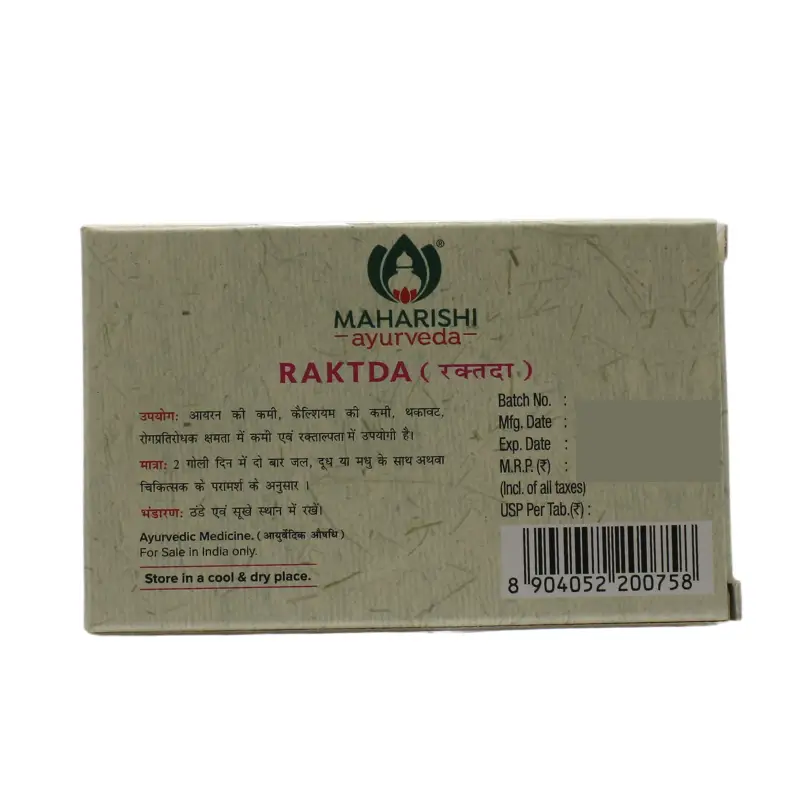 ®
MAHARISHI
ayurveda
RAKTDA ( रक्तदा )
उपयोग: आयरन की कमी, कैल्शियम की कमी, थकावट,
रोगप्रतिरोधक क्षमता में कमी एवं रक्ताल्पता में उपयोगी है।
मात्रा: 2 गोली दिन में दो बार जल, दूध या मधु के साथ अथवा
चिकित्सक के परामर्श के अनुसार ।
भंडारण: ठंडे एवं सूखे स्थान में रखें।
Ayurvedic Medicine. ( आयुर्वेदिक औषधि )
For Sale in India only.
Store in a cool & dry place.
Batch No. :
Mfg. Date :
Exp. Date :
M.R.P. (₹) :
(Incl. of all taxes)
USP Per Tab.(₹) :
8 904052 200758